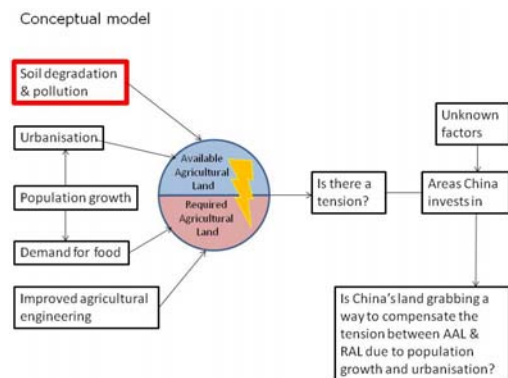 Conceptual model
Soil degradation
& pollution
Urbanisation
Population growth
Demand for food
Improved agricultural
engineering
Available
Agricultural
Land
Required
Agricultural
Land
Is there a
tension?
Unknown
factors
Areas China
invests in
Is China's land grabbing a
way to compensate the
tension between AAL &
RAL due to population
growth and urbanisation?